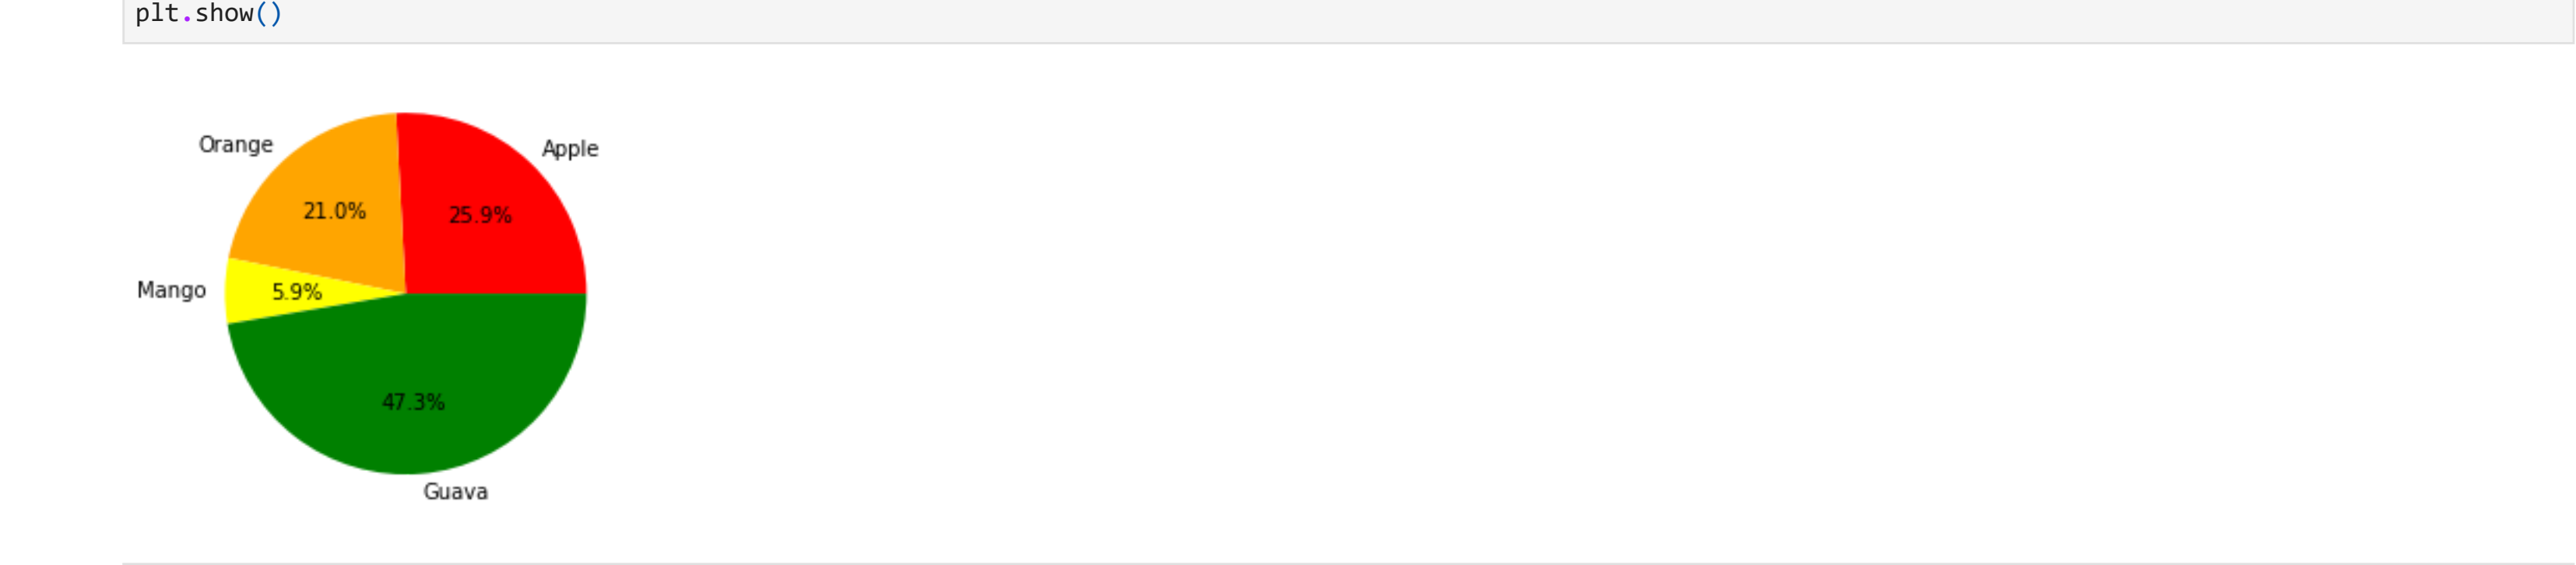 plt.show()
Orange
Apple
21.0%
25.9%
Mango
5.9%
47.3%
Guava